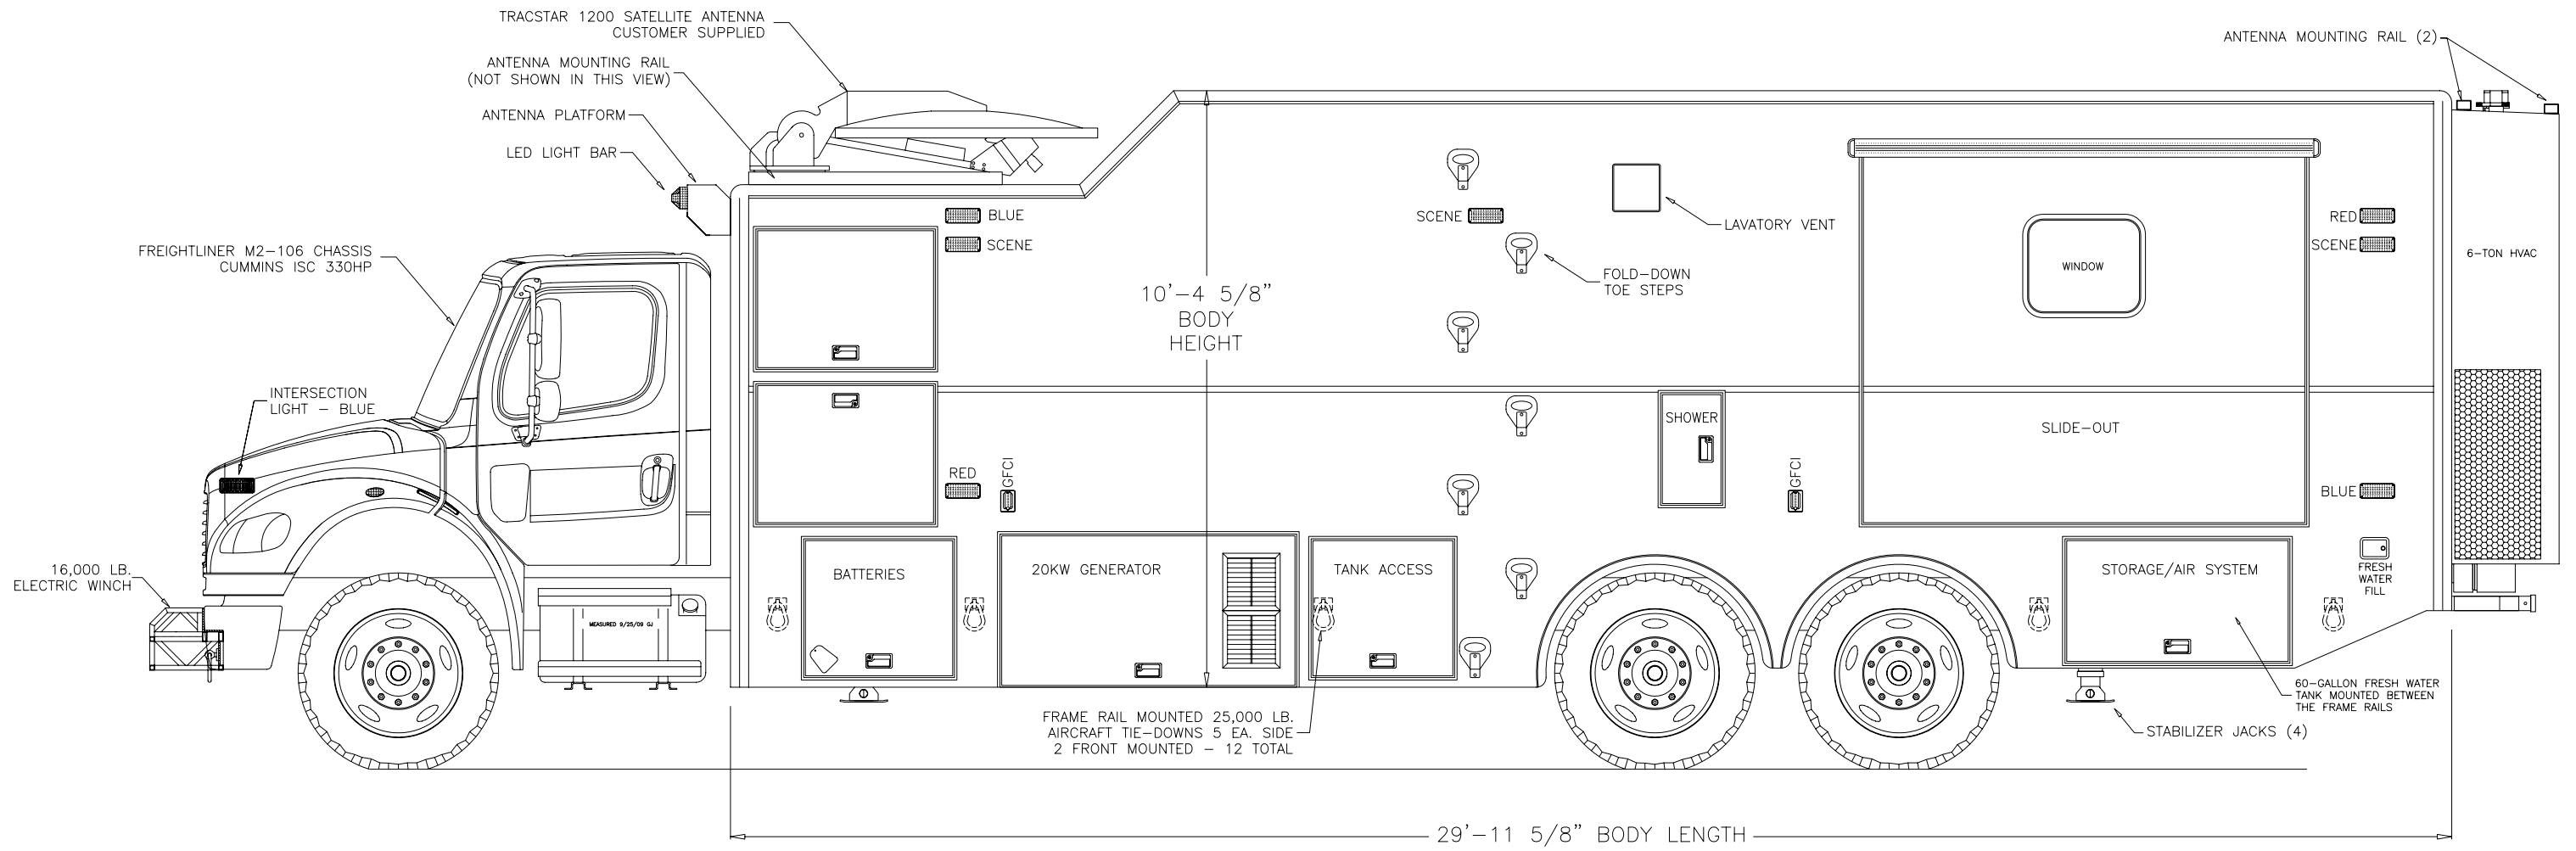 TRACSTAR 1200 SATELLITE ANTENNA
CUSTOMER SUPPLIED
ANTENNA MOUNTING RAIL (2)
ANTENNA MOUNTING RAIL
(NOT SHOWN IN THIS VIEW)
ANTENNA PLATFORM
LED LIGHT BAR
BLUE
SCENE
SCENE
LAVATORY VENT
RED
SCENE
FREIGHTLINER M2-106 CHASSIS
CUMMINS ISC 330HP
6-TON HVAC
WINDOW
FOLD-DOWN
TOE STEPS
10'-4 5/8"
BODY
HEIGHT
INTERSECTION
LIGHT - BLUE
SHOWER
SLIDE-OUT
RED
GFCI
GFCI
BLUE
16,000 LB.
ELECTRIC WINCH
BATTERIES
20KW GENERATOR
TANK ACCESS
STORAGE/AIR SYSTEM
FRESH
WATER
FILL
MEASURED 9/25/09 GJ
60-GALLON FRESH WATER
TANK MOUNTED BETWEEN
THE FRAME RAILS
FRAME RAIL MOUNTED 25,000 LB.
AIRCRAFT TIE-DOWNS 5 EA. SIDE
2 FRONT MOUNTED - 12 TOTAL
STABILIZER JACKS (4)
29'-11 5/8" BODY LENGTH